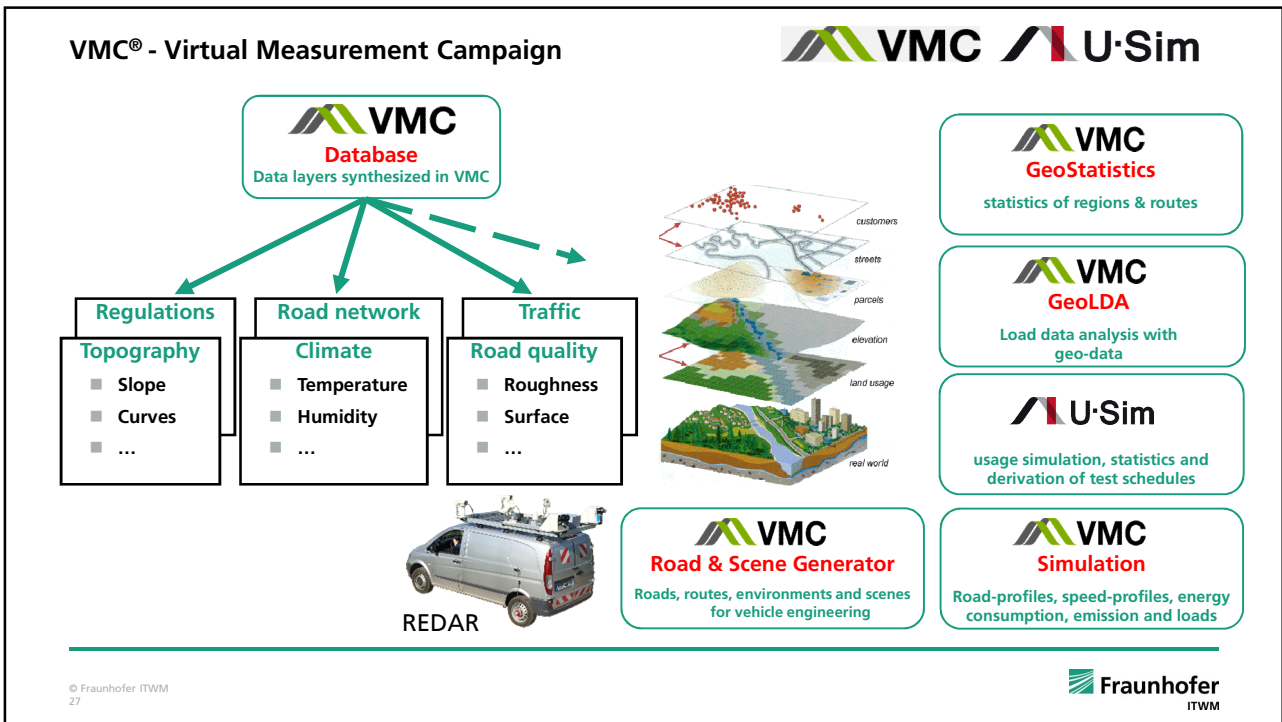 VMC® - Virtual Measurement Campaign
VMC
U·Sim
VMC
Database
Data layers synthesized in VMC
Regulations
Road network
Traffic
Topography
Slope
Curves
...
Climate
Temperature
Humidity
...
Road quality
Roughness
Surface
...
customers
streets
parcels
elevation
land usage
real world
VMC
GeoStatistics
statistics of regions & routes
VMC
GeoLDA
Load data analysis with
geo-data
U·Sim
usage simulation, statistics and
derivation of test schedules
REDAR
VMC
Road & Scene Generator
Roads, routes, environments and scenes
for vehicle engineering
VMC
Simulation
Road-profiles, speed-profiles, energy
consumption, emission and loads
© Fraunhofer ITWM
27
Fraunhofer
ITWM